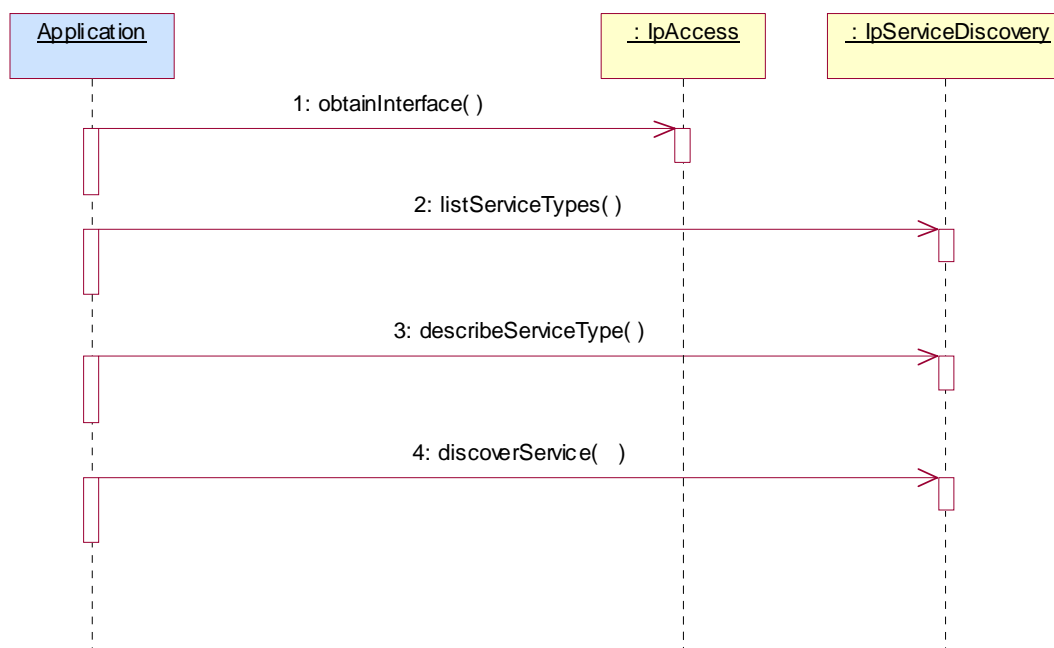 Application
: IpAccess
: IpServiceDiscovery
1: obtainInterface( )
2: listServiceTypes( )
3: describeServiceType( )
4: discoverService(   )